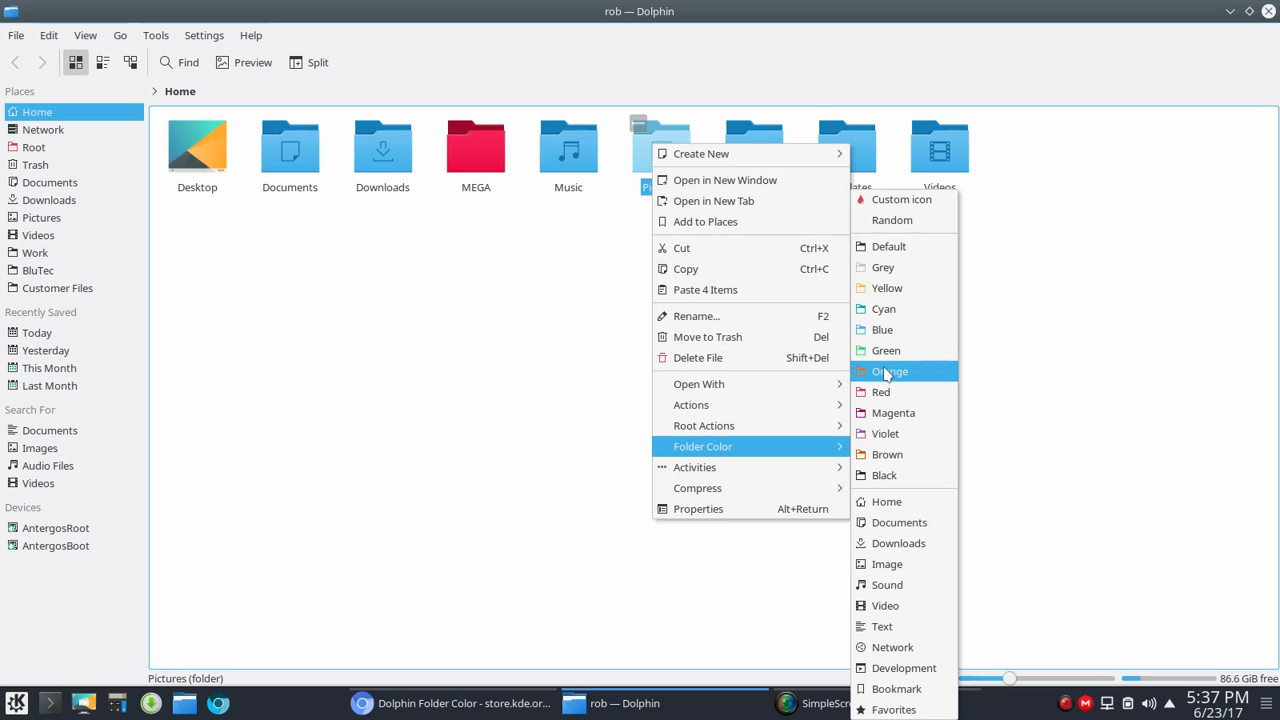 rob — Dolphin
File Edit View Go Tools Settings Help
Find Preview Split
Places
Home
Network
Root
Trash
Documents
Downloads
Pictures
Videos
Work
BluTec
Customer Files
Recently Saved
Today
Yesterday
This Month
Last Month
Search For
Documents
Images
Audio Files
Videos
Devices
AntergosRoot
AntergosBoot
Home
Desktop
Documents
Downloads
MEGA
Music
Videos
Create New
Open in New Window
Open in New Tab
Add to Places
Cut Ctrl+X
Copy Ctrl+C
Paste 4 Items
Rename... F2
Move to Trash Del
Delete File Shift+Del
Open With
Actions
Root Actions
Folder Color
Activities
Compress
Properties Alt+Return
Custom icon
Random
Default
Grey
Yellow
Cyan
Blue
Green
Orange
Red
Magenta
Violet
Brown
Black
Home
Documents
Downloads
Image
Sound
Video
Text
Network
Development
Bookmark
Favorites
Pictures (folder)
86.6 GiB free
Dolphin Folder Color - store.kde.or...
rob — Dolphin
SimpleScre
5:37 PM
6/23/17